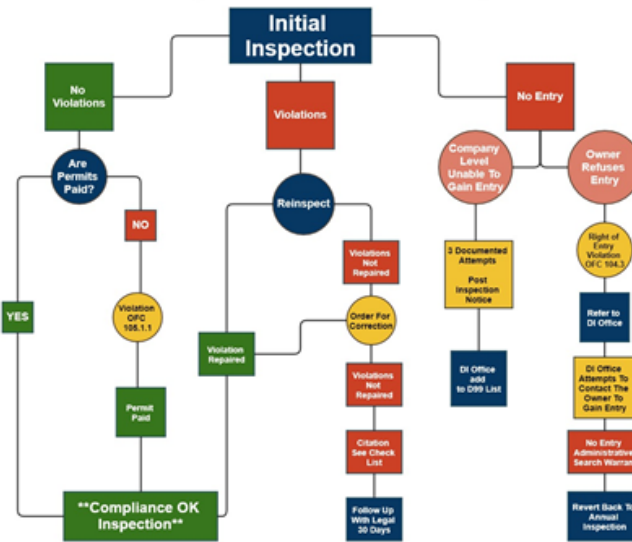 Initial
Inspection
No
Violations
Violations
No Entry
Are
Permits
Paid?
Company
Level
Unable To
Gain Entry
Owner
Refuses
Entry
Reinspect
NO
Right of
Entry
Violation
OFC 104.3
3 Documented
Attempts
Post
Inspection
Notice
Violations
Not
Repaired
YES
Violation
OFC
105.1.1
Order For
Correction
Refer to
DI Office
Violation
Repaired
DI Office
add
to D99 List
Violations
Not
Repaired
DI Office
Attempts To
Contact The
Owner To
Gain Entry
Permit
Paid
Citation
See Check
List
No Entry
Administrative
Search Warran
**Compliance OK
Inspection**
Follow Up
With Legal
30 Days
Revert Back To
Annual
Inspection